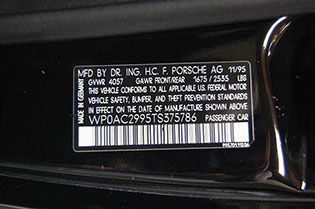 MFD. BY DR. ING. H.C. F. PORSCHE AG 11/95
GVWR 4057 GAWR FRONT/REAR 1675 / 2535 LBS
THIS VEHICLE CONFORMS TO ALL APPLICABLE
U.S. FEDERAL MOTOR VEHICLE SAFETY,
BUMPER, AND THEFT PREVENTION STANDARDS
IN EFFECT ON THE DATE OF MANUFACTURE
SHOWN ABOVE.
WP0AC2995TS375786 PASSENGER CAR
MADE IN GERMANY